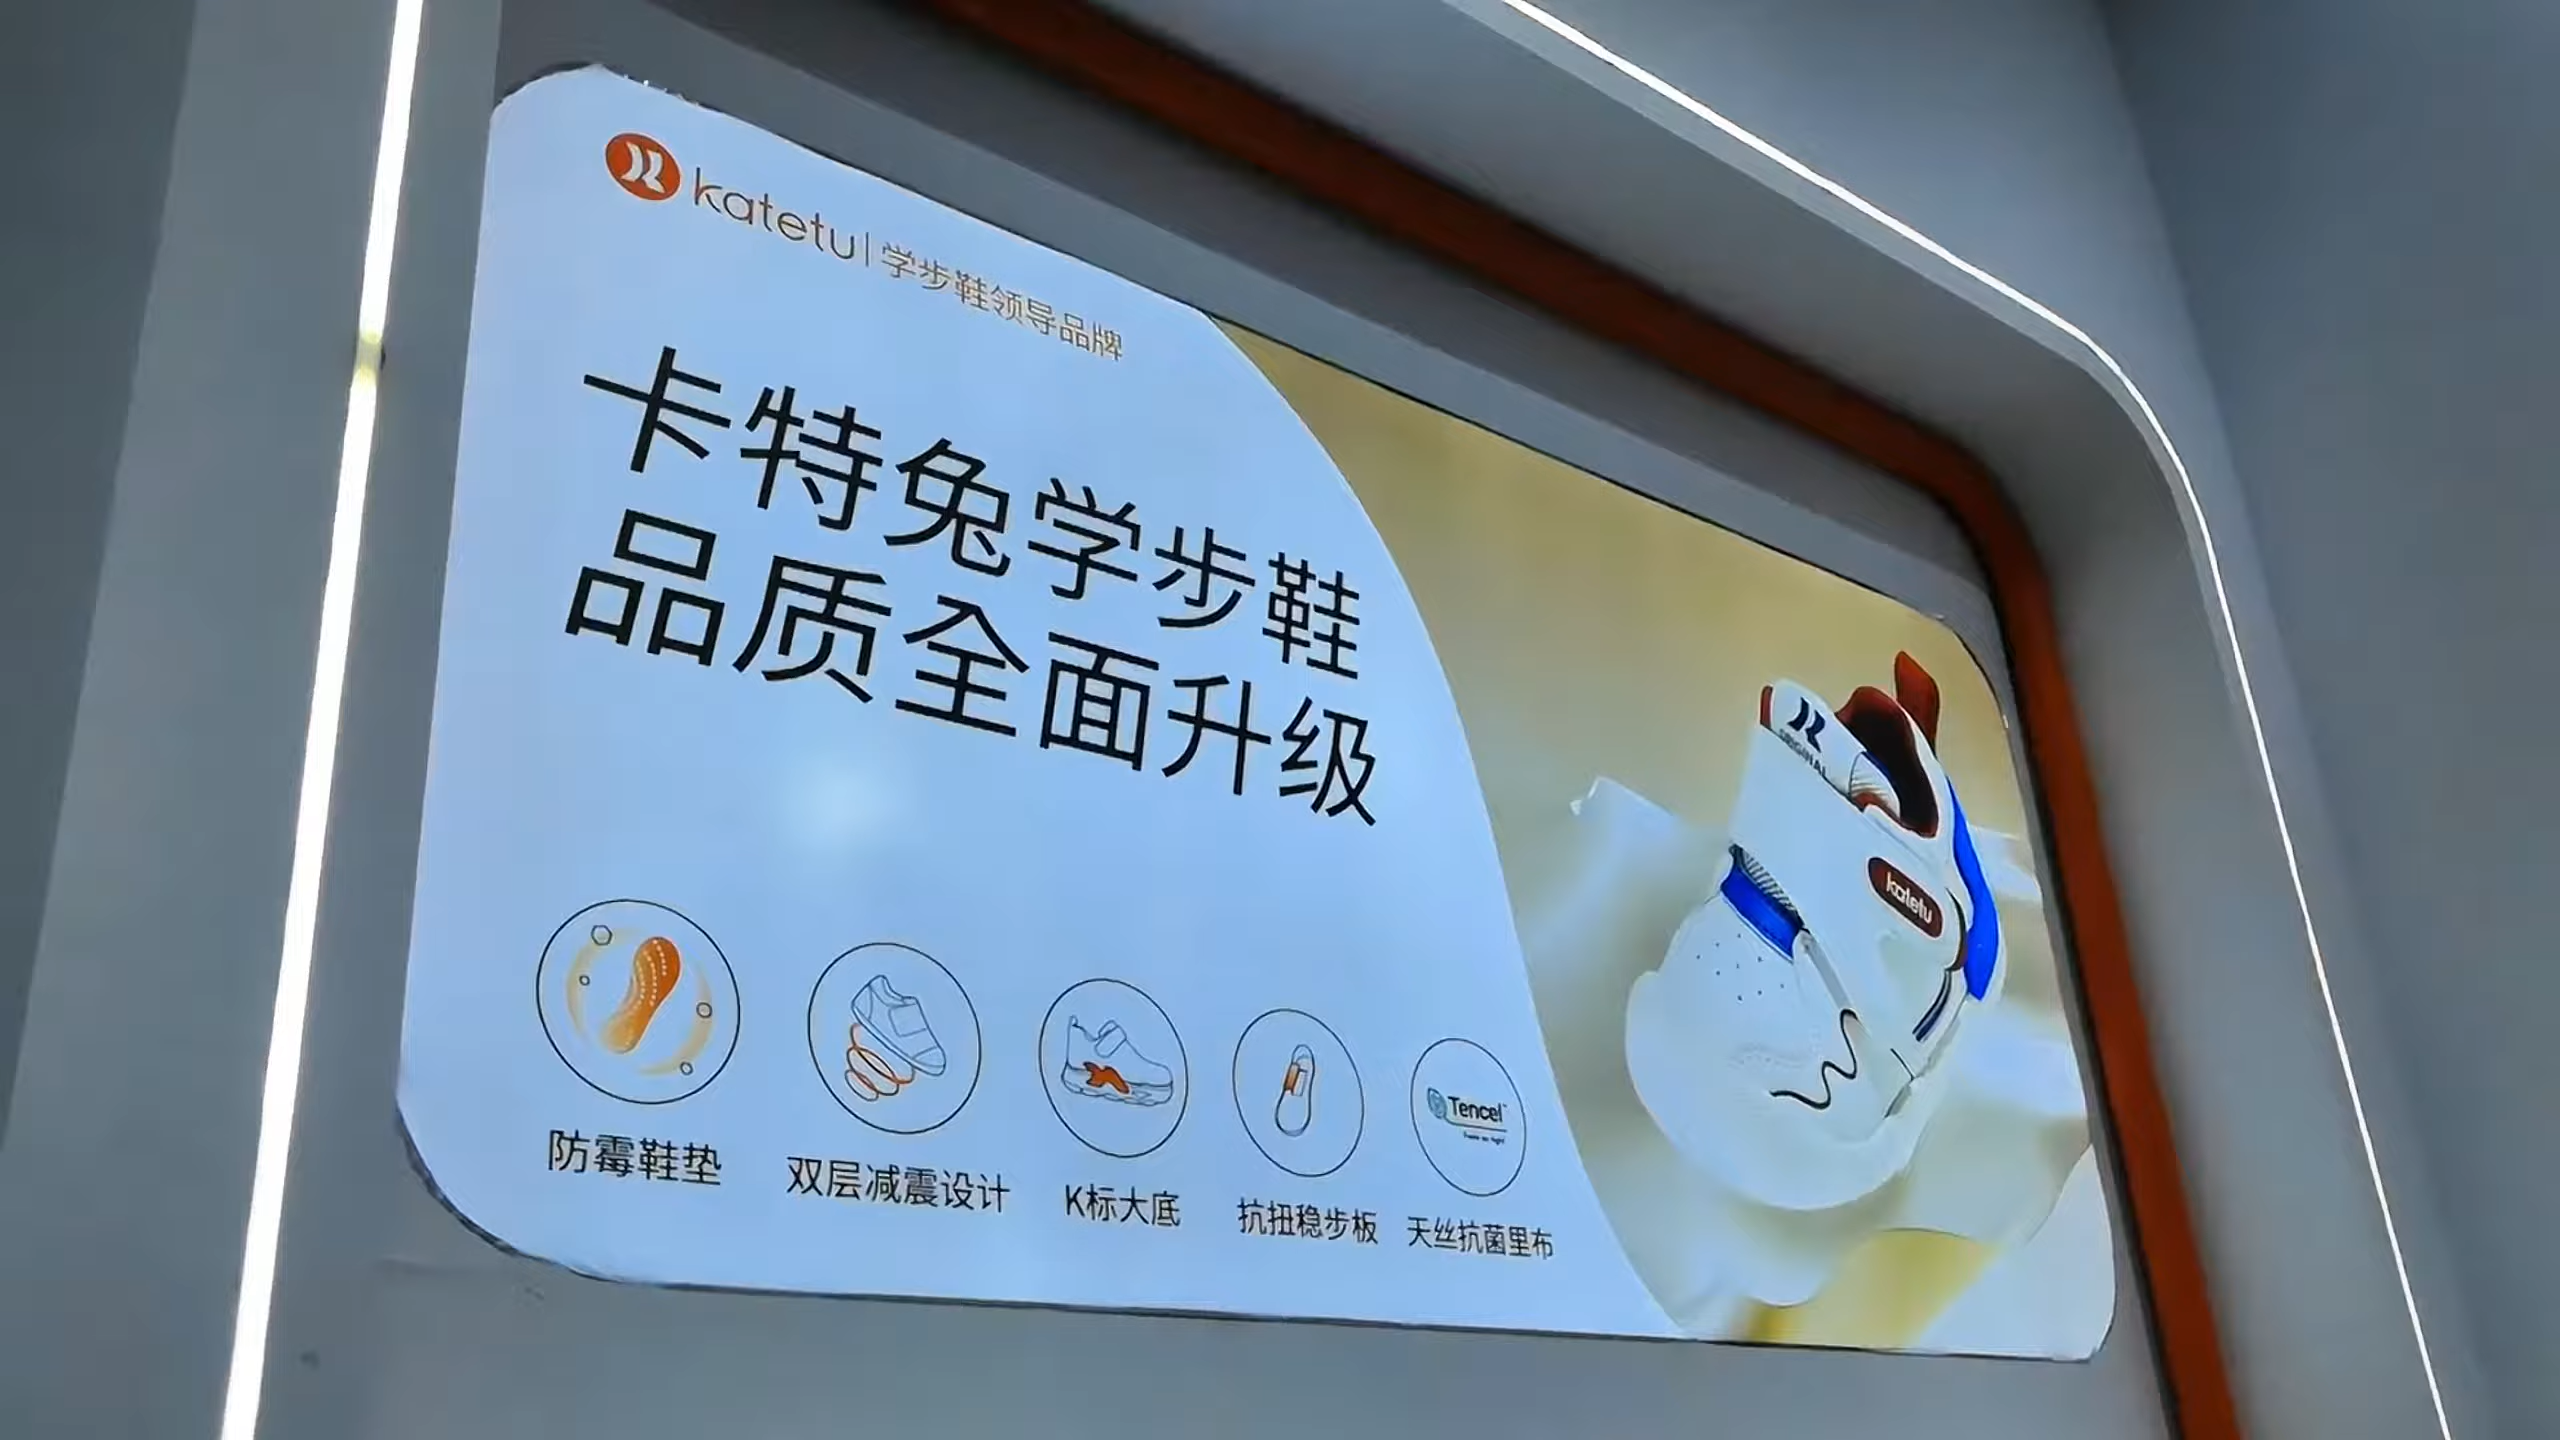 katetu | 学步鞋领导品牌
卡特兔学步鞋
品质全面升级
Tencel™
防霉鞋垫
双层减震设计
K标大底
抗扭稳步板
天丝抗菌里布
ORIGINAL
katetu